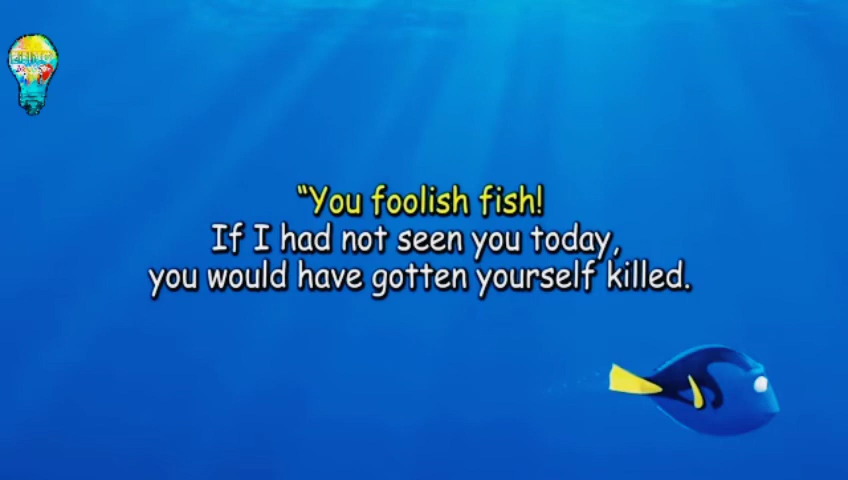 “You foolish fish!
If I had not seen you today,
you would have gotten yourself killed.